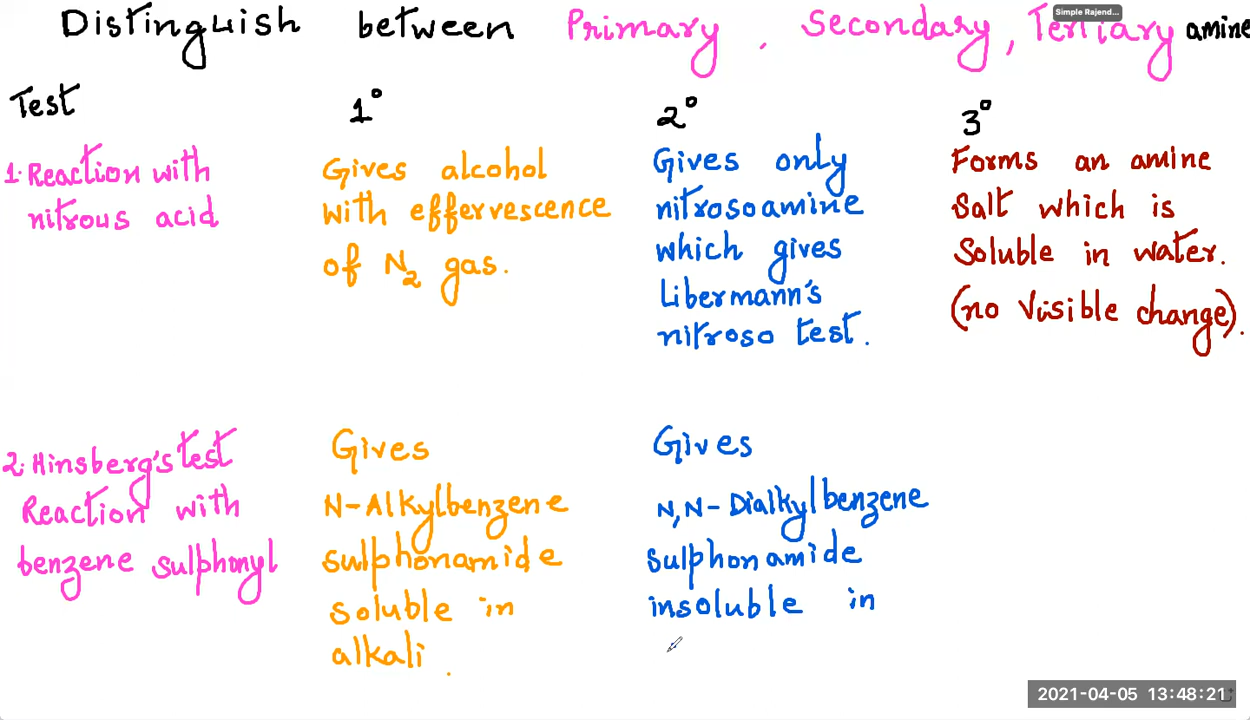 Simple Rajend...
Distinguish between Primary, Secondary, Tertiary amine
Test
1°
2°
3°
1. Reaction with
nitrous acid
Gives alcohol
with effervescence
of N₂ gas.
Gives only
nitrosoamine
which gives
Libermann's
nitroso test.
Forms an amine
Salt which is
Soluble in water.
(no visible change).
2. Hinsberg's test
Reaction with
benzene sulphonyl
Gives
N-Alkylbenzene
sulphonamide
soluble in
alkali.
Gives
N,N-Dialkylbenzene
sulphonamide
insoluble in
2021-04-05 13:48:21